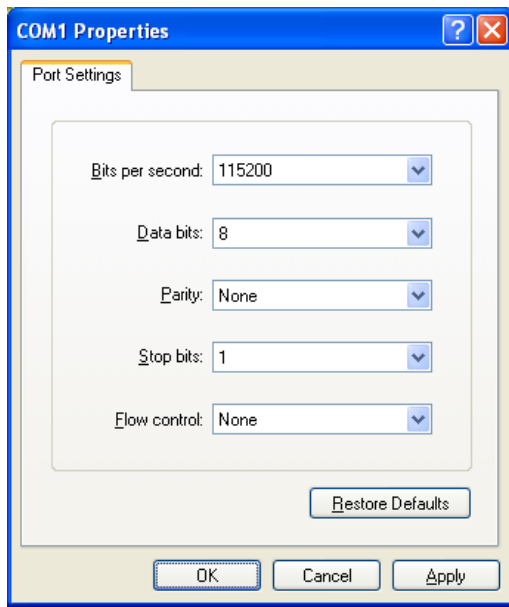 COM1 Properties
Port Settings
Bits per second: 115200
Data bits: 8
Parity: None
Stop bits: 1
Flow control: None
Restore Defaults
OK Cancel Apply